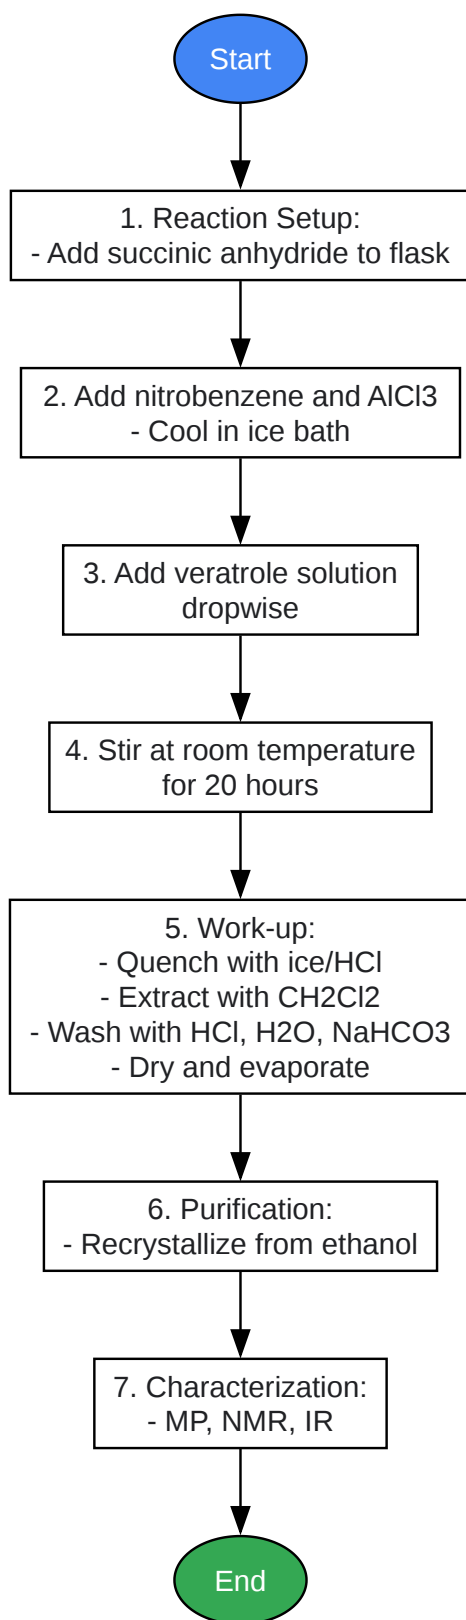 Start
1. Reaction Setup:
- Add succinic anhydride to flask
2. Add nitrobenzene and AlCl3
- Cool in ice bath
3. Add veratrole solution
dropwise
4. Stir at room temperature
for 20 hours
5. Work-up:
- Quench with ice/HCl
- Extract with CH2Cl2
- Wash with HCl, H2O, NaHCO3
- Dry and evaporate
6. Purification:
- Recrystallize from ethanol
7. Characterization:
- MP, NMR, IR
End